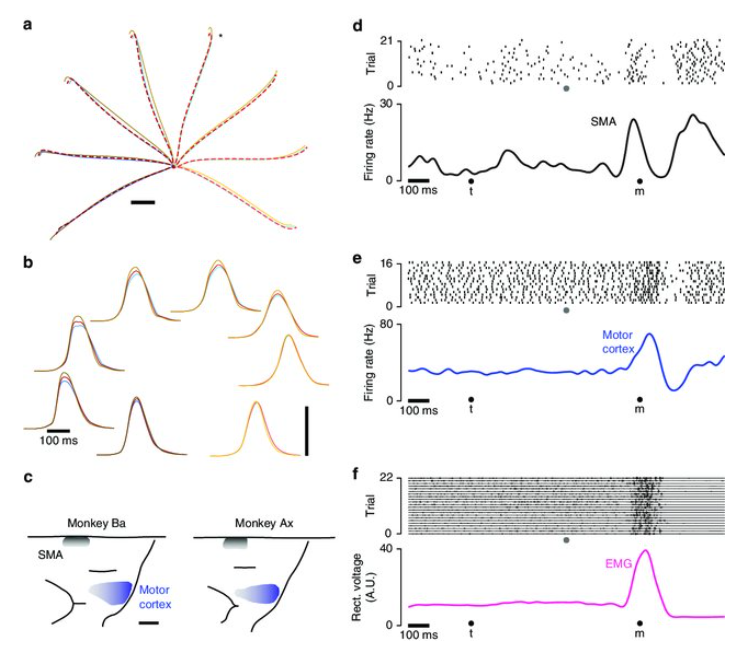 a
b
100 ms
c
Monkey Ba
Monkey Ax
SMA
Motor
cortex
d
21
Trial
0
30
Firing rate (Hz)
SMA
0
100 ms
t
m
e
16
Trial
0
80
Firing rate (Hz)
Motor
cortex
0
100 ms
t
m
f
22
Trial
0
40
Rect. voltage
(A.U.)
EMG
0
100 ms
t
m